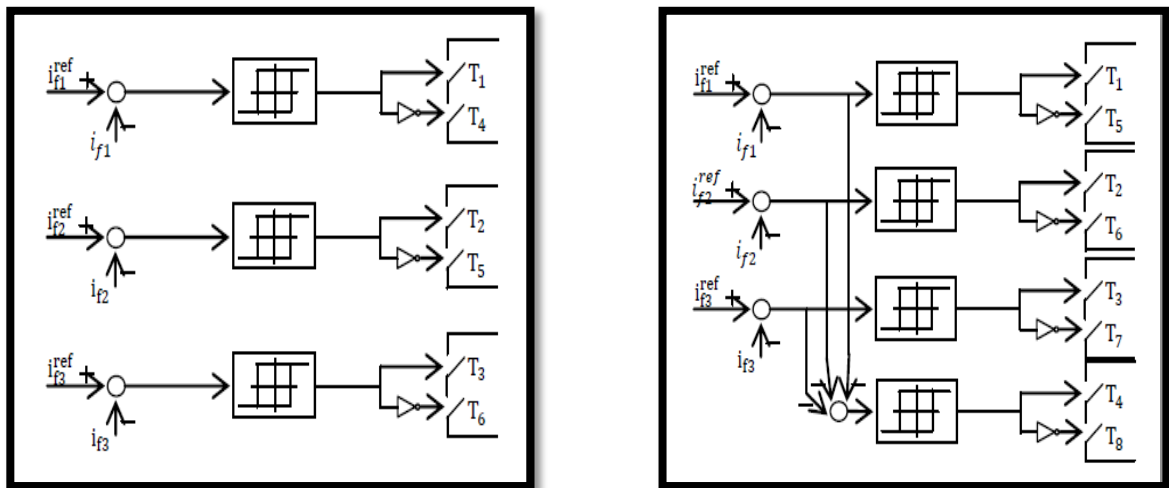 i_f1^ref + T₁
− T₄
i_f1
i_f2^ref + T₂
− T₅
i_f2
i_f3^ref + T₃
− T₆
i_f3
i_f1^ref + T₁
− T₅
i_f1
i_f2^ref + T₂
− T₆
i_f2
i_f3^ref + T₃
− T₇
i_f3
− − −
T₄
T₈